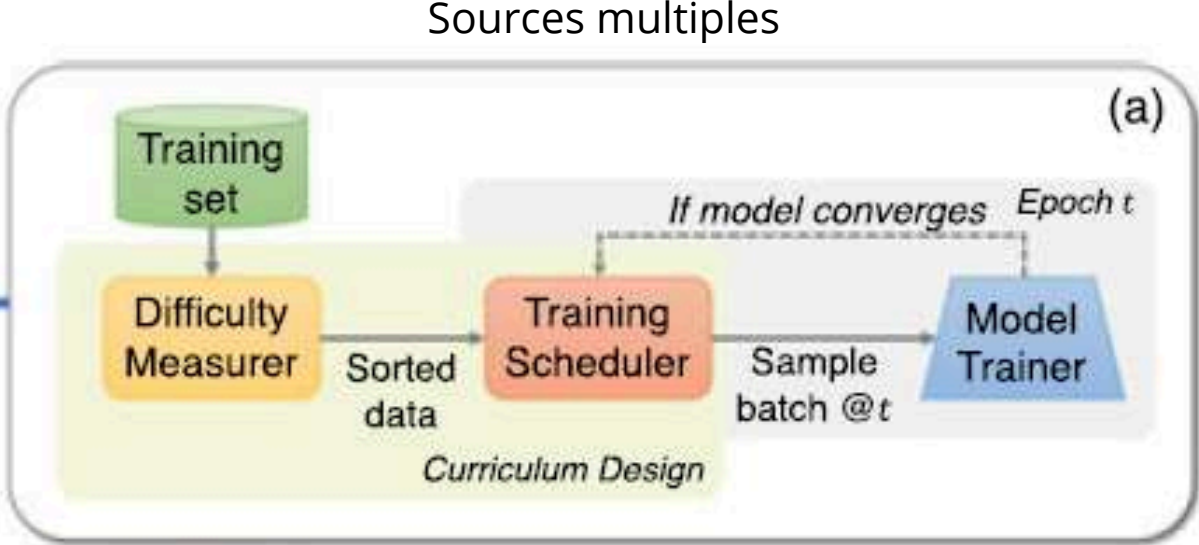 Sources multiples
(a)
Training
set
If model converges
Epoch t
Difficulty
Measurer
Sorted
data
Training
Scheduler
Sample
batch @t
Model
Trainer
Curriculum Design